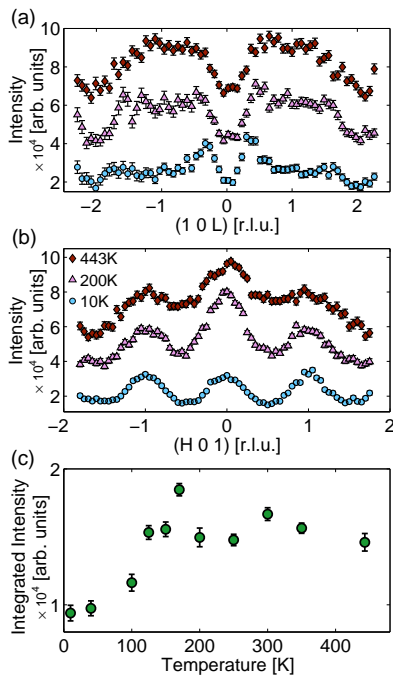 (a)
10
8
6
4
2
Intensity
×10⁴ [arb. units]
−2 −1 0 1 2
(1 0 L) [r.l.u.]
(b)
10
8
6
4
2
Intensity
×10⁴ [arb. units]
443K
200K
10K
−2 −1 0 1 2
(H 0 1) [r.l.u.]
(c)
2
1
Integrated Intensity
×10⁴ [arb. units]
0 100 200 300 400
Temperature [K]